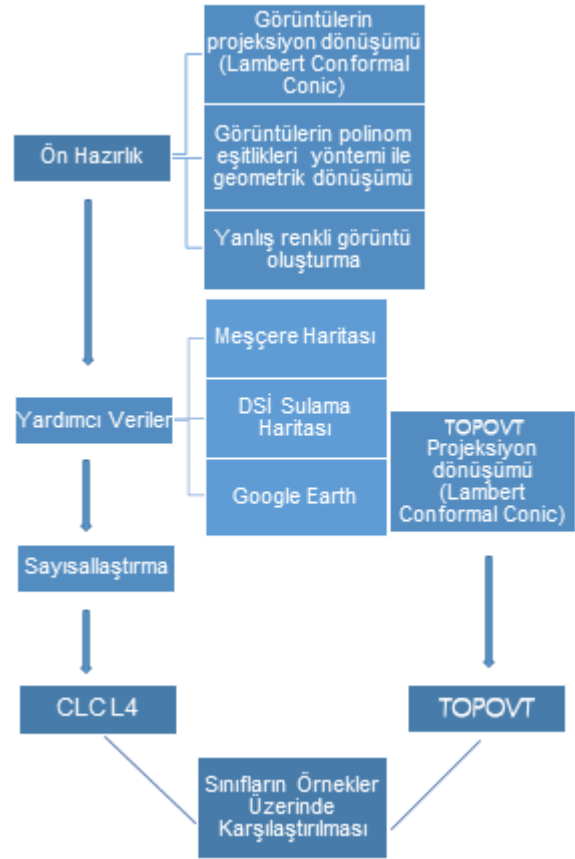 Görüntülerin
projeksiyon dönüşümü
(Lambert Conformal
Conic)
Ön Hazırlık
Görüntülerin polinom
eşitlikleri yöntemi ile
geometrik dönüşümü
Yanlış renkli görüntü
oluşturma
Meşçere Haritası
Yardımcı Veriler
DSİ Sulama
Haritası
Google Earth
TOPOVT
Projeksiyon
dönüşümü
(Lambert
Conformal Conic)
Sayısallaştırma
CLC L4
TOPOVT
Sınıfların Örnekler
Üzerinde
Karşılaştırılması